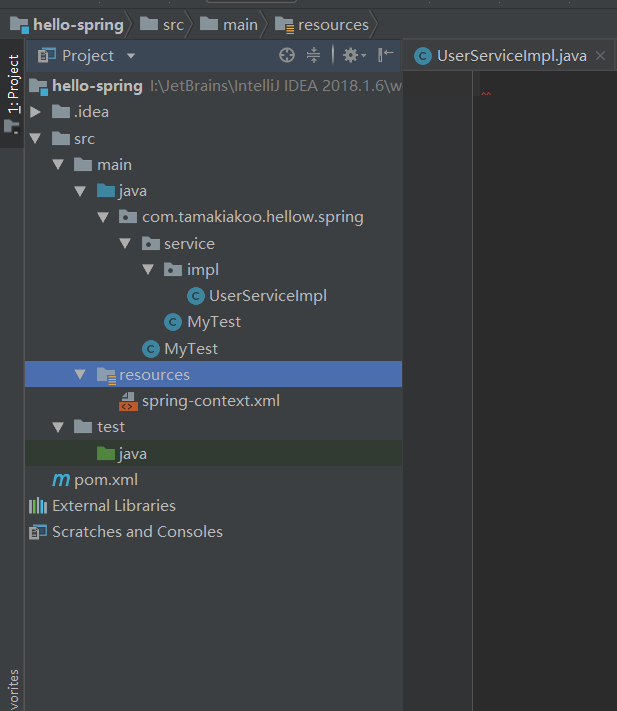 hello-spring src main resources
1: Project
Project
UserServiceImpl.java
hello-spring I:\JetBrains\IntelliJ IDEA 2018.1.6\w
.idea
src
main
java
com.tamakiakoo.hellow.spring
service
impl
UserServiceImpl
MyTest
MyTest
resources
spring-context.xml
test
java
pom.xml
External Libraries
Scratches and Consoles
vorites